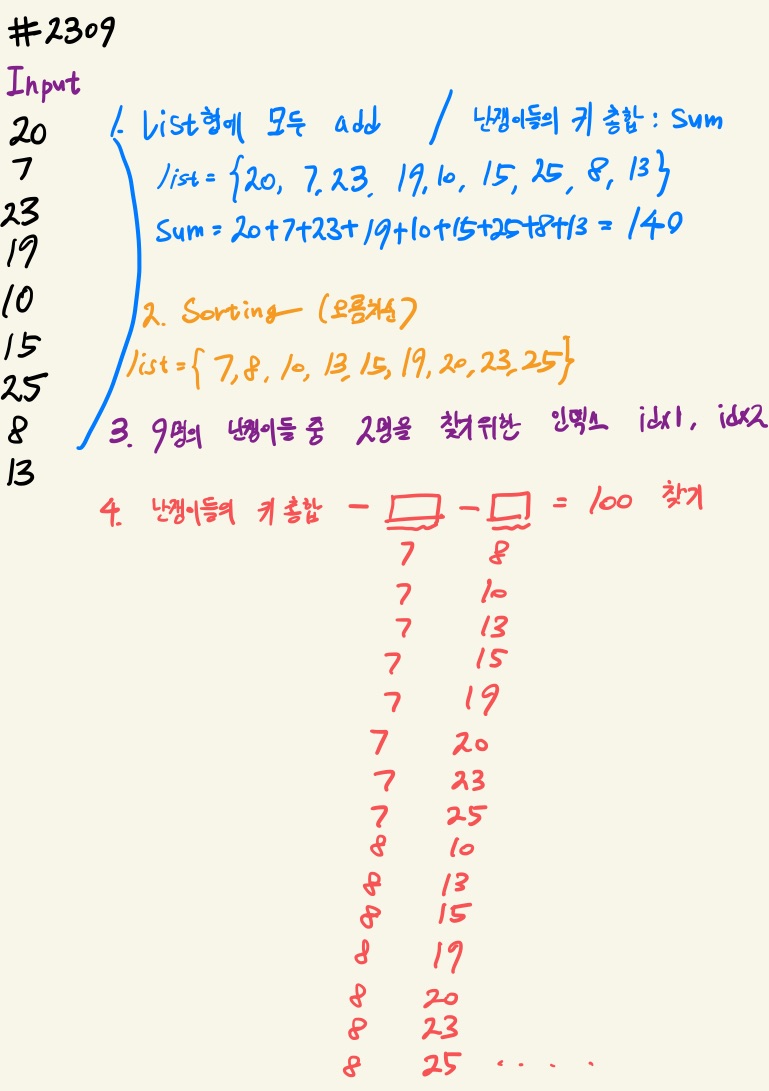 #2309
Input
20
7
23
19
10
15
25
8
13
1. List형에 모두 add / 난쟁이들의 키 총합 : Sum
list = {20, 7, 23, 19, 10, 15, 25, 8, 13}
Sum = 20+7+23+19+10+15+25+8+13 = 140
2. Sorting (오름차순)
list = { 7, 8, 10, 13, 15, 19, 20, 23, 25}
3. 9명의 난쟁이들 중 2명을 찾기 위한 인덱스 idx1, idx2
4. 난쟁이들의 키 총합 - □ - □ = 100 찾기
7 8
7 10
7 13
7 15
7 19
7 20
7 23
7 25
8 10
8 13
8 15
8 19
8 20
8 23
8 25 . . . .